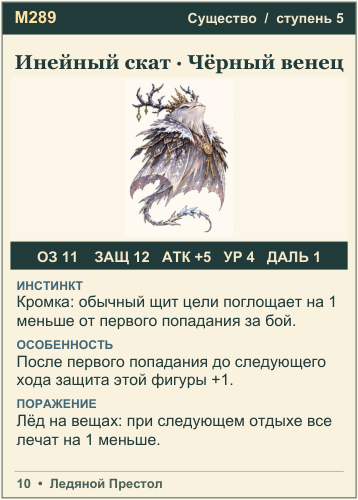 М289
Существо / ступень 5
Инейный скат · Чёрный венец
ОЗ 11 ЗАЩ 12 АТК +5 УР 4 ДАЛЬ 1
ИНСТИНКТ
Кромка: обычный щит цели поглощает на 1
меньше от первого попадания за бой.
ОСОБЕННОСТЬ
После первого попадания до следующего
хода защита этой фигуры +1.
ПОРАЖЕНИЕ
Лёд на вещах: при следующем отдыхе все
лечат на 1 меньше.
10 • Ледяной Престол